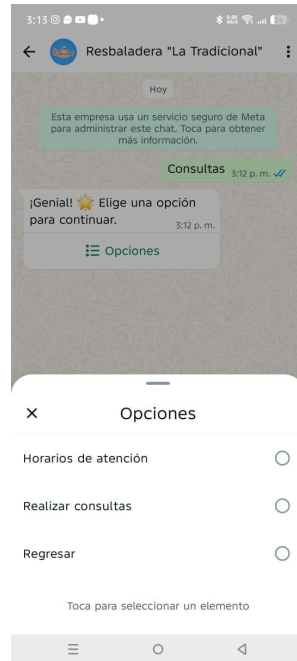 3:13
Resbaladera "La Tradicional"
Hoy
Esta empresa usa un servicio seguro de Meta
para administrar este chat. Toca para obtener
más información.
Consultas 3:12 p. m.
¡Genial! 🌟 Elige una opción
para continuar. 3:12 p. m.
Opciones
Opciones
Horarios de atención
Realizar consultas
Regresar
Toca para seleccionar un elemento